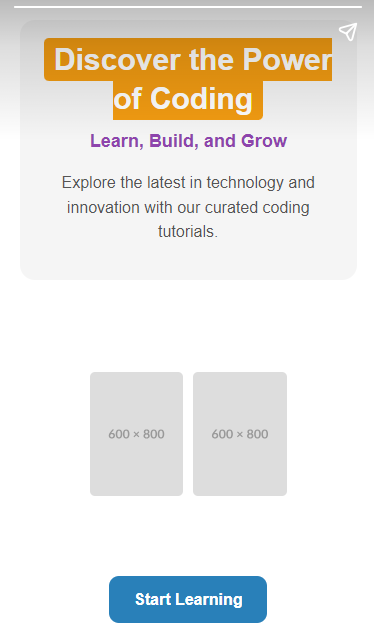 Discover the Power
of Coding
Learn, Build, and Grow
Explore the latest in technology and
innovation with our curated coding
tutorials.
600 × 800
600 × 800
Start Learning